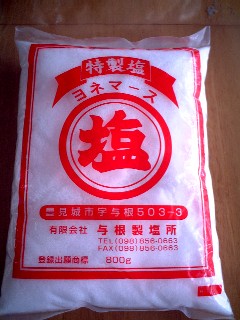 特製塩
ヨネマース
塩
豊見城市字与根503-3
有限会社 与根製塩所
TEL(098)856-0663
FAX(098)856-0663
登録出願商標 800g